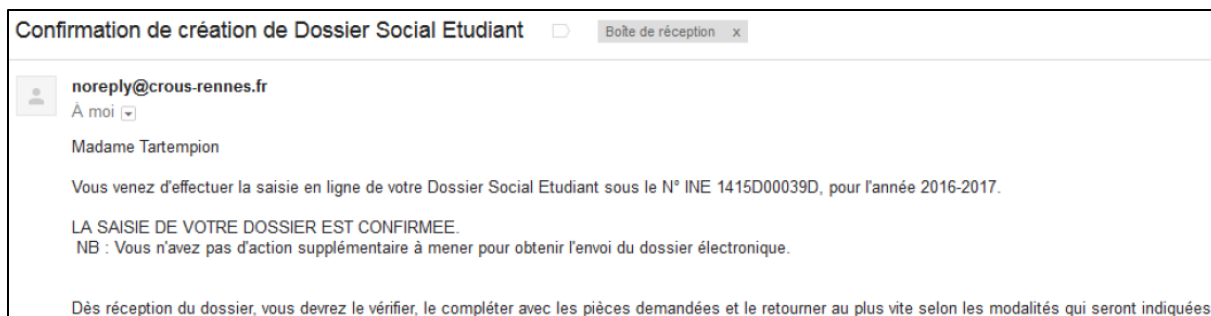 Confirmation de création de Dossier Social Etudiant Boîte de réception x
noreply@crous-rennes.fr
À moi
Madame Tartempion
Vous venez d'effectuer la saisie en ligne de votre Dossier Social Etudiant sous le N° INE 1415D00039D, pour l'année 2016-2017.
LA SAISIE DE VOTRE DOSSIER EST CONFIRMEE.
NB : Vous n'avez pas d'action supplémentaire à mener pour obtenir l'envoi du dossier électronique.
Dès réception du dossier, vous devrez le vérifier, le compléter avec les pièces demandées et le retourner au plus vite selon les modalités qui seront indiquées